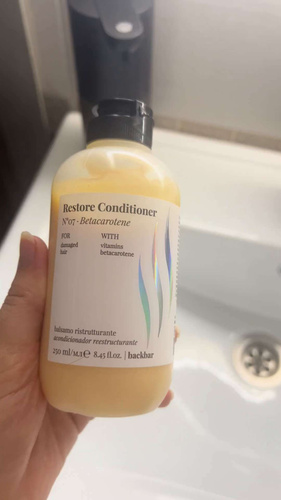 Restore Conditioner
N°07 - Betacarotene
FOR WITH
damaged vitamins
hair betacarotene
balsamo ristrutturante
acondicionador reestructurante
250 ml/M.I ℮ 8.45 fl.oz. | backbar